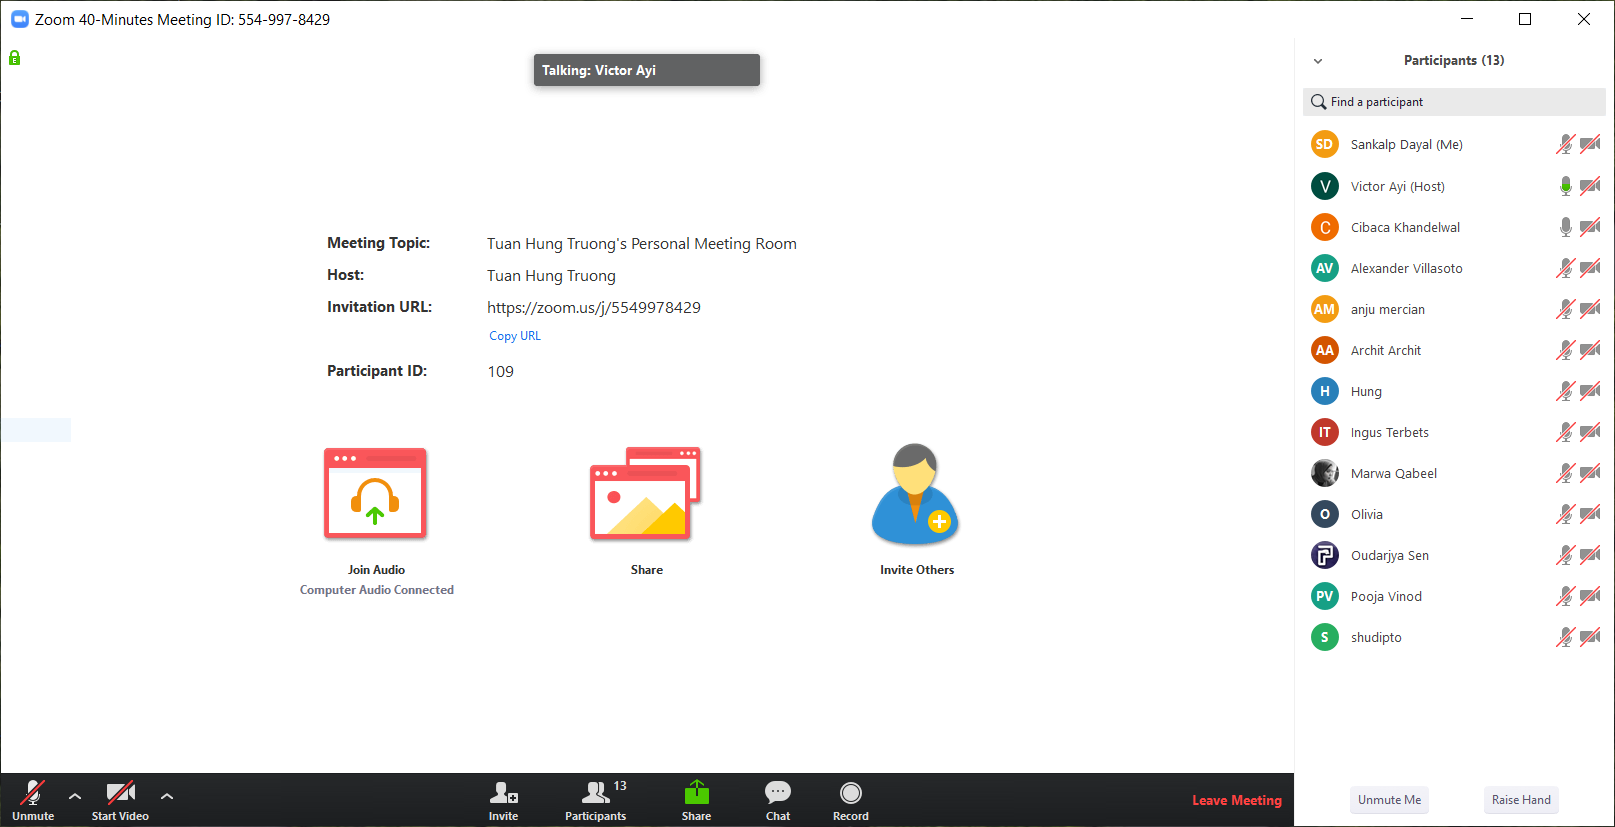 Zoom 40-Minutes Meeting ID: 554-997-8429
Talking: Victor Ayi
Meeting Topic: Tuan Hung Truong's Personal Meeting Room
Host: Tuan Hung Truong
Invitation URL: https://zoom.us/j/5549978429
Copy URL
Participant ID: 109
Join Audio
Computer Audio Connected
Share
Invite Others
Participants (13)
Find a participant
SD Sankalp Dayal (Me)
V Victor Ayi (Host)
C Cibaca Khandelwal
AV Alexander Villasoto
AM anju mercian
AA Archit Archit
H Hung
IT Ingus Terbets
Marwa Qabeel
O Olivia
Oudarjya Sen
PV Pooja Vinod
S shudipto
Unmute
Start Video
Invite
Participants 13
Share
Chat
Record
Leave Meeting
Unmute Me
Raise Hand